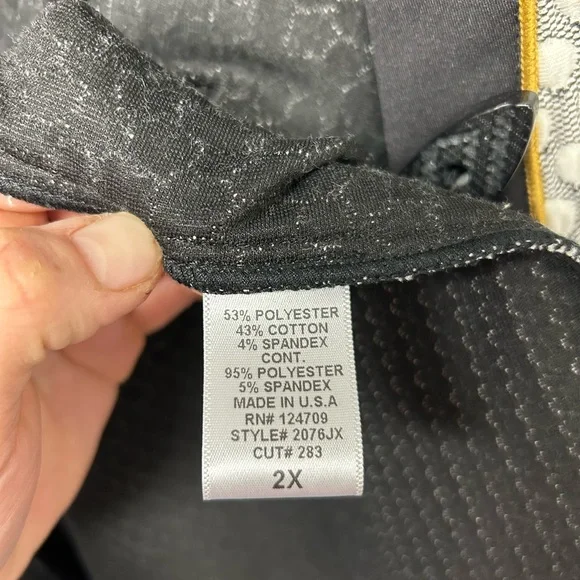 53% POLYESTER
43% COTTON
4% SPANDEX
CONT.
95% POLYESTER
5% SPANDEX
MADE IN U.S.A
RN# 124709
STYLE# 2076JX
CUT# 283
2X